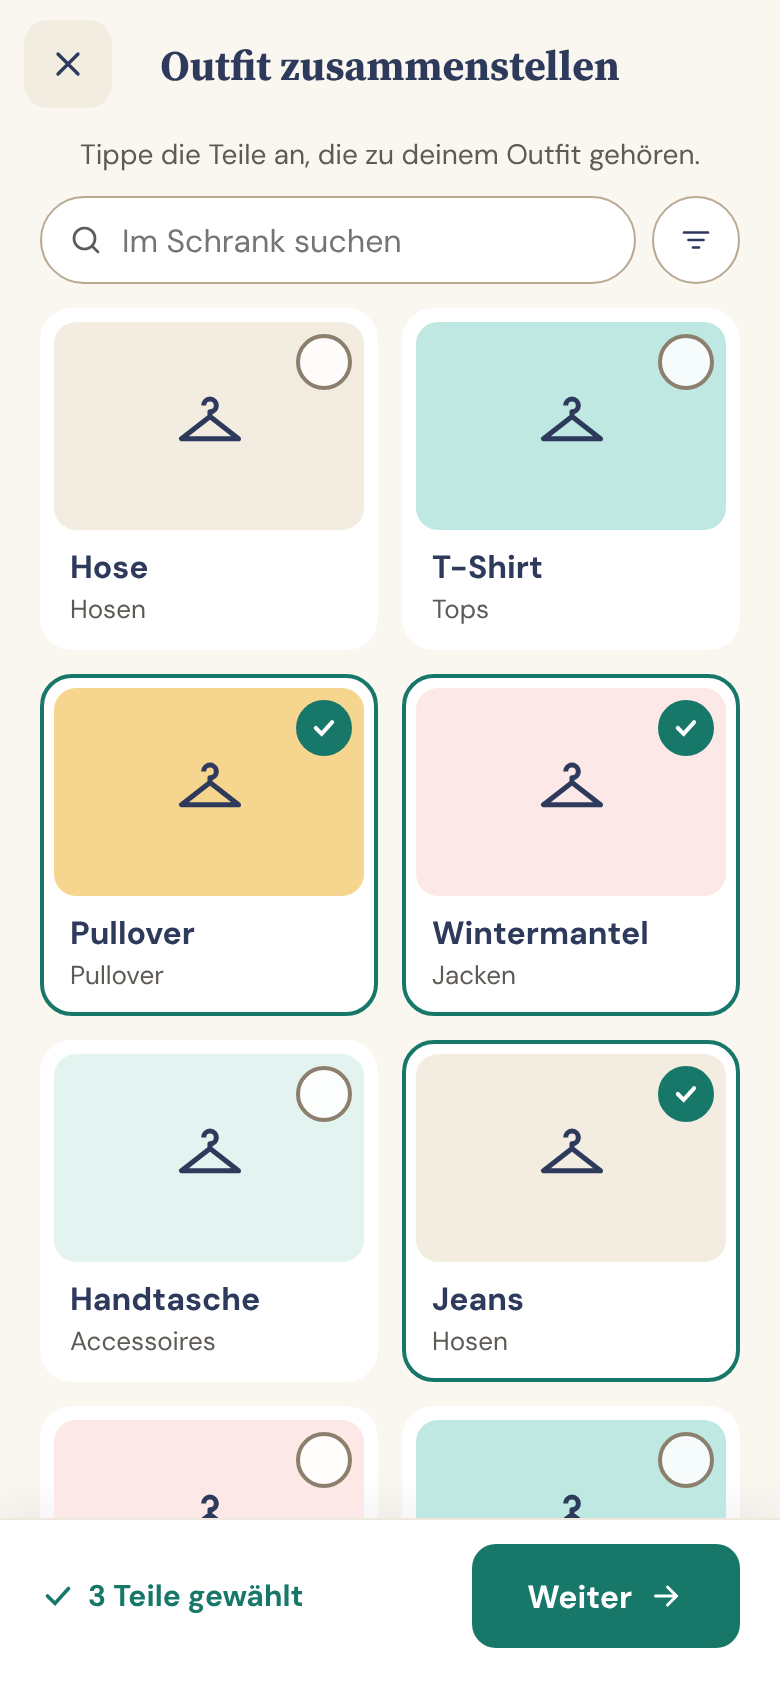 Outfit zusammenstellen
Tippe die Teile an, die zu deinem Outfit gehören.
Im Schrank suchen
Hose
Hosen
T-Shirt
Tops
Pullover
Pullover
Wintermantel
Jacken
Handtasche
Accessoires
Jeans
Hosen
3 Teile gewählt
Weiter